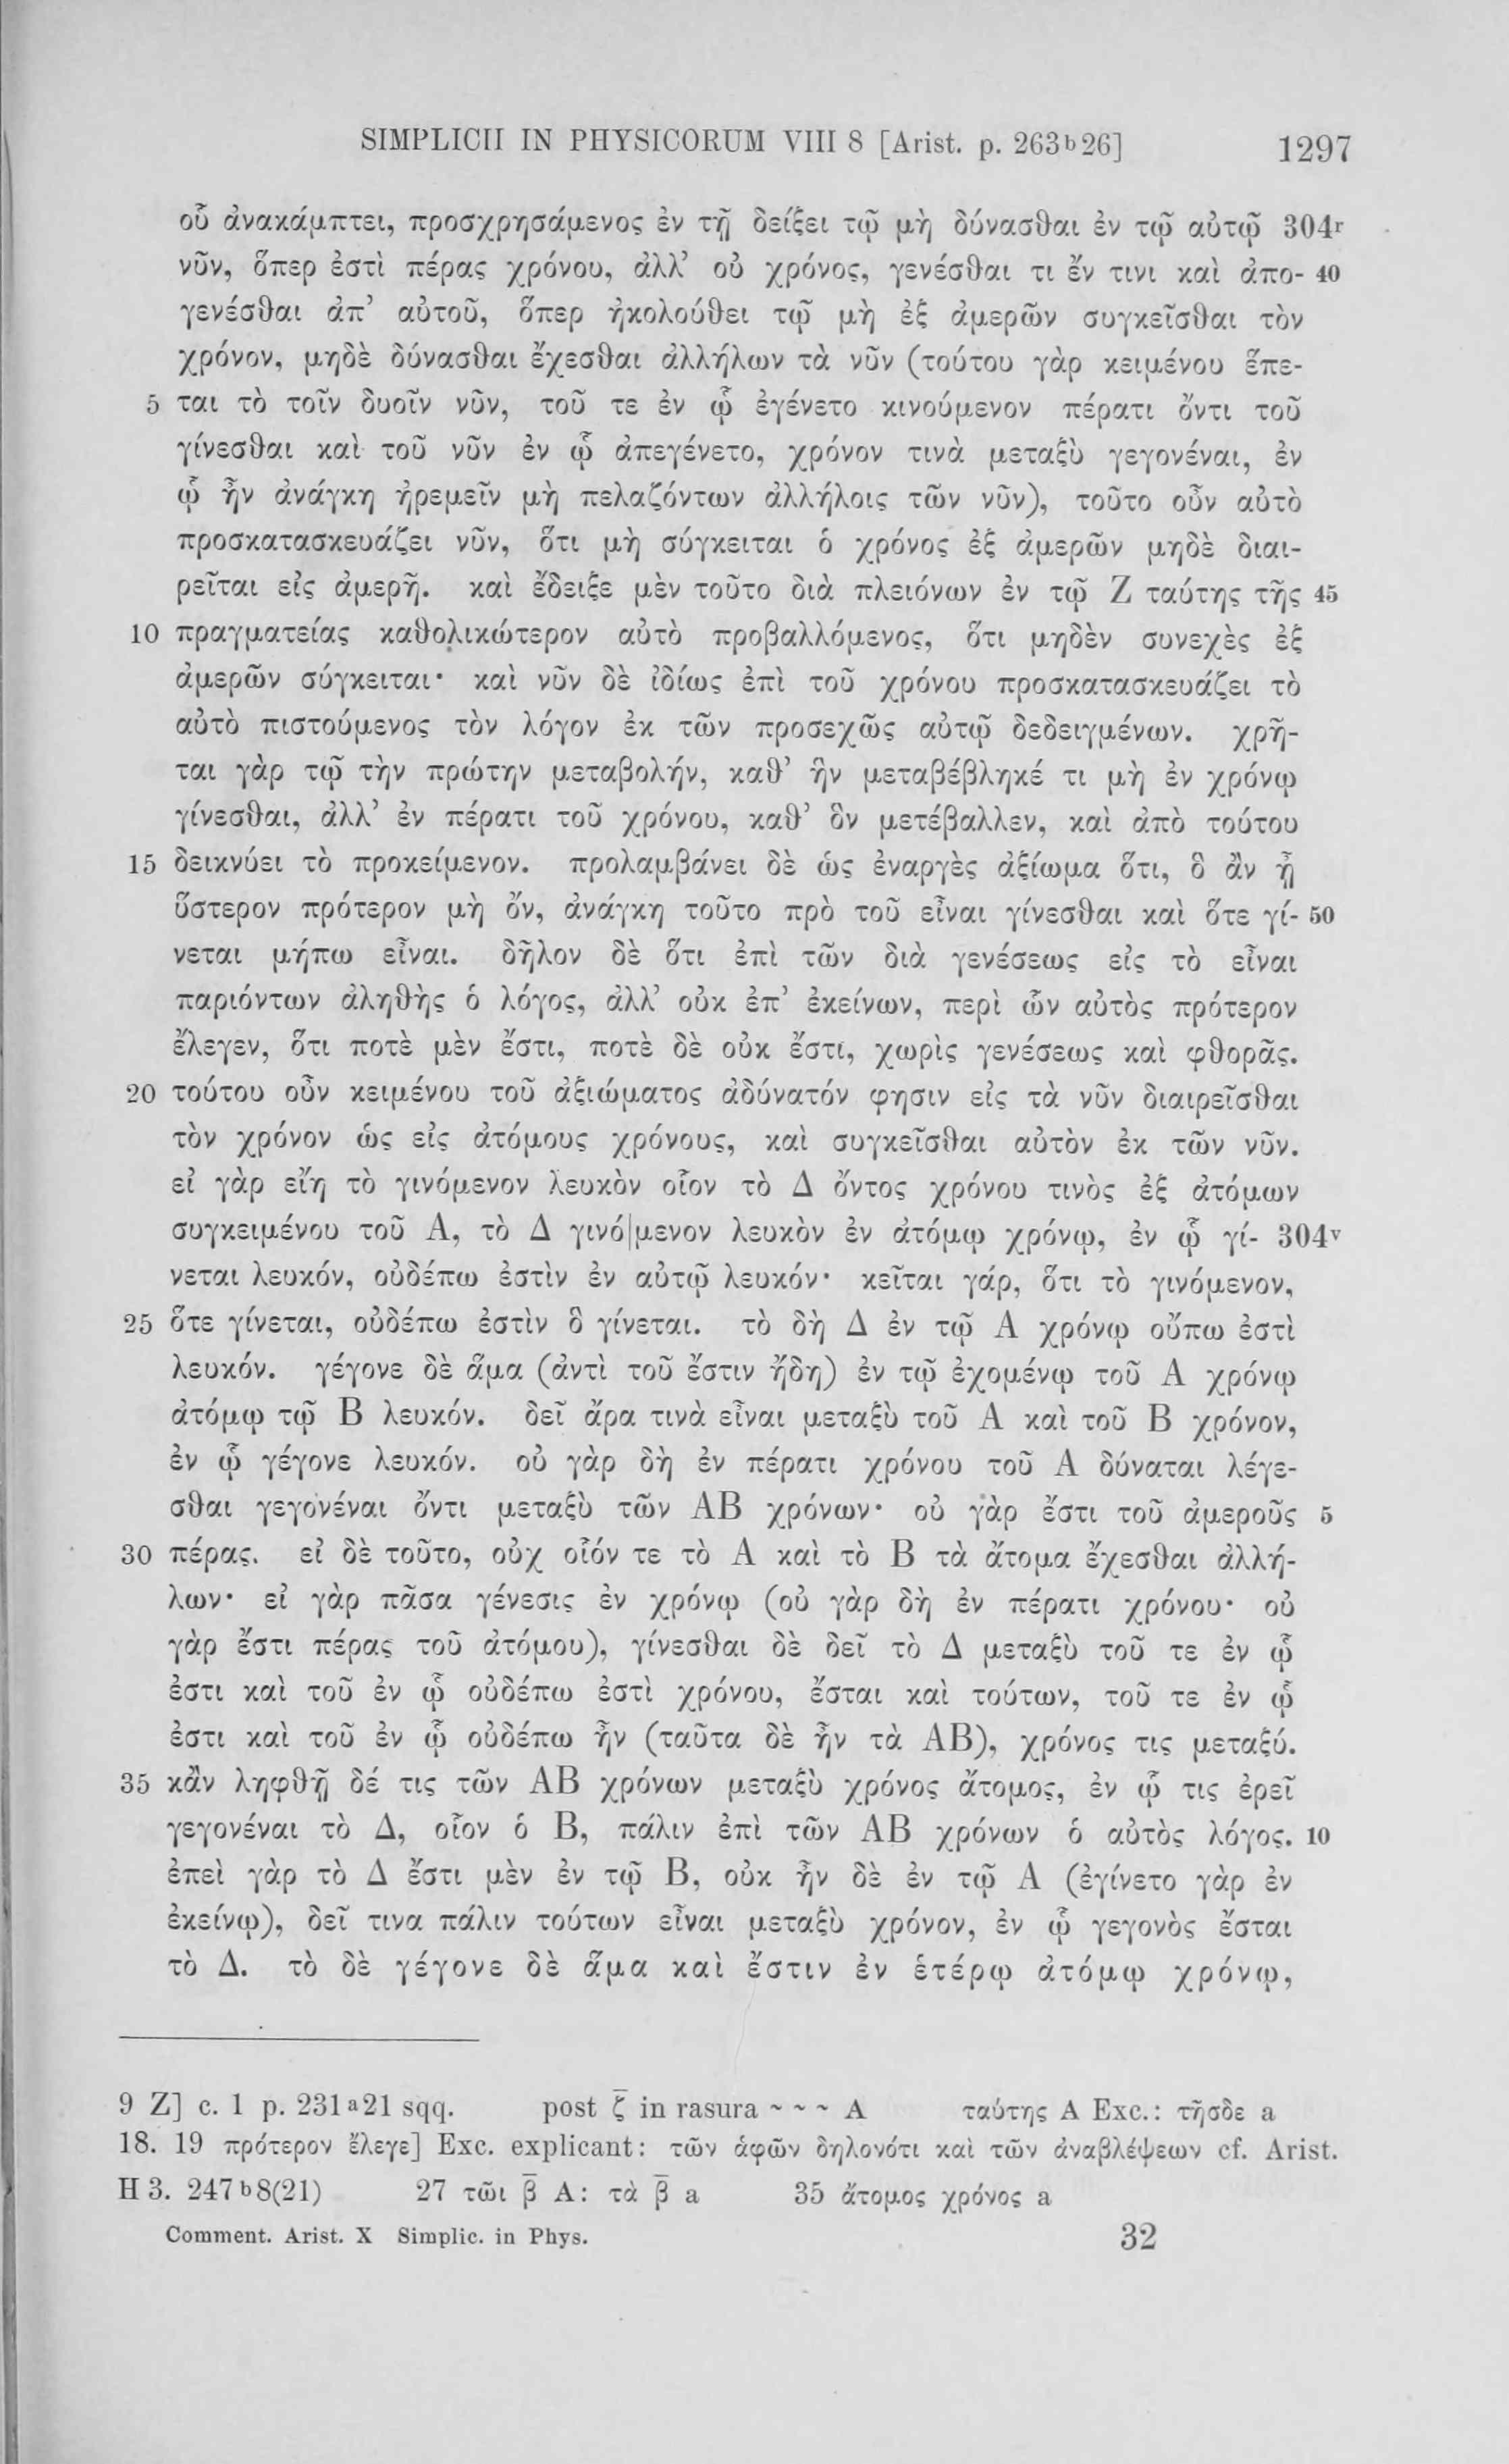 SIMPLICII IN PHYSICORUM VIII 8 [Arist. p. 263ᵇ26] 1297
οὗ ἀνακάμπτει, προσχρησάμενος ἐν τῇ δείξει τῷ μὴ δύνασθαι ἐν τῷ αὐτῷ 304ʳ
νῦν, ὅπερ ἐστὶ πέρας χρόνου, ἀλλ’ οὐ χρόνος, γενέσθαι τι ἔν τινι καὶ ἀπο- 40
γενέσθαι ἀπ’ αὐτοῦ, ὅπερ ἠκολούθει τῷ μὴ ἐξ ἀμερῶν συγκεῖσθαι τὸν
χρόνον, μηδὲ δύνασθαι ἔχεσθαι ἀλλήλων τὰ νῦν (τούτου γὰρ κειμένου ἕπε-
5 ται τὸ τοῖν δυοῖν νῦν, τοῦ τε ἐν ᾧ ἐγένετο κινούμενον πέρατι ὄντι τοῦ
γίνεσθαι καὶ τοῦ νῦν ἐν ᾧ ἀπεγένετο, χρόνον τινὰ μεταξὺ γεγονέναι, ἐν
ᾧ ἦν ἀνάγκη ἠρεμεῖν μὴ πελαζόντων ἀλλήλοις τῶν νῦν), τοῦτο οὖν αὐτὸ
προσκατασκευάζει νῦν, ὅτι μὴ σύγκειται ὁ χρόνος ἐξ ἀμερῶν μηδὲ διαι-
ρεῖται εἰς ἀμερῆ. καὶ ἔδειξε μὲν τοῦτο διὰ πλειόνων ἐν τῷ Ζ ταύτης τῆς 45
10 πραγματείας καθολικώτερον αὐτὸ προβαλλόμενος, ὅτι μηδὲν συνεχὲς ἐξ
ἀμερῶν σύγκειται· καὶ νῦν δὲ ἰδίως ἐπὶ τοῦ χρόνου προσκατασκευάζει τὸ
αὐτὸ πιστούμενος τὸν λόγον ἐκ τῶν προσεχῶς αὐτῷ δεδειγμένων. χρῆ-
ται γὰρ τῷ τὴν πρώτην μεταβολήν, καθ’ ἣν μεταβέβληκέ τι μὴ ἐν χρόνῳ
γίνεσθαι, ἀλλ’ ἐν πέρατι τοῦ χρόνου, καθ’ ὃν μετέβαλλεν, καὶ ἀπὸ τούτου
15 δεικνύει τὸ προκείμενον. προλαμβάνει δὲ ὡς ἐναργὲς ἀξίωμα ὅτι, ὃ ἂν ᾖ
ὕστερον πρότερον μὴ ὄν, ἀνάγκη τοῦτο πρὸ τοῦ εἶναι γίνεσθαι καὶ ὅτε γί- 50
νεται μήπω εἶναι. δῆλον δὲ ὅτι ἐπὶ τῶν διὰ γενέσεως εἰς τὸ εἶναι
παριόντων ἀληθὴς ὁ λόγος, ἀλλ’ οὐκ ἐπ’ ἐκείνων, περὶ ὧν αὐτὸς πρότερον
ἔλεγεν, ὅτι ποτὲ μὲν ἔστι, ποτὲ δὲ οὐκ ἔστι, χωρὶς γενέσεως καὶ φθορᾶς.
20 τούτου οὖν κειμένου τοῦ ἀξιώματος ἀδύνατόν φησιν εἰς τὰ νῦν διαιρεῖσθαι
τὸν χρόνον ὡς εἰς ἀτόμους χρόνους, καὶ συγκεῖσθαι αὐτὸν ἐκ τῶν νῦν.
εἰ γὰρ εἴη τὸ γινόμενον λευκὸν οἷον τὸ Δ ὄντος χρόνου τινὸς ἐξ ἀτόμων
συγκειμένου τοῦ Α, τὸ Δ γινό|μενον λευκὸν ἐν ἀτόμῳ χρόνῳ, ἐν ᾧ γί- 304ᵛ
νεται λευκόν, οὐδέπω ἐστὶν ἐν αὐτῷ λευκόν· κεῖται γάρ, ὅτι τὸ γινόμενον,
25 ὅτε γίνεται, οὐδέπω ἐστὶν ὃ γίνεται. τὸ δὴ Δ ἐν τῷ Α χρόνῳ οὔπω ἐστὶ
λευκόν. γέγονε δὲ ἅμα (ἀντὶ τοῦ ἔστιν ἤδη) ἐν τῷ ἐχομένῳ τοῦ Α χρόνῳ
ἀτόμῳ τῷ Β λευκόν. δεῖ ἄρα τινὰ εἶναι μεταξὺ τοῦ Α καὶ τοῦ Β χρόνον,
ἐν ᾧ γέγονε λευκόν. οὐ γὰρ δὴ ἐν πέρατι χρόνου τοῦ Α δύναται λέγε-
σθαι γεγονέναι ὄντι μεταξὺ τῶν ΑΒ χρόνων· οὐ γὰρ ἔστι τοῦ ἀμεροῦς 5
30 πέρας. εἰ δὲ τοῦτο, οὐχ οἷόν τε τὸ Α καὶ τὸ Β τὰ ἄτομα ἔχεσθαι ἀλλή-
λων· εἰ γὰρ πᾶσα γένεσις ἐν χρόνῳ (οὐ γὰρ δὴ ἐν πέρατι χρόνου· οὐ
γὰρ ἔστι πέρας τοῦ ἀτόμου), γίνεσθαι δὲ δεῖ τὸ Δ μεταξὺ τοῦ τε ἐν ᾧ
ἐστι καὶ τοῦ ἐν ᾧ οὐδέπω ἐστὶ χρόνου, ἔσται καὶ τούτων, τοῦ τε ἐν ᾧ
ἐστι καὶ τοῦ ἐν ᾧ οὐδέπω ἦν (ταῦτα δὲ ἦν τὰ ΑΒ), χρόνος τις μεταξύ.
35 κἂν ληφθῇ δέ τις τῶν ΑΒ χρόνων μεταξὺ χρόνος ἄτομος, ἐν ᾧ τις ἐρεῖ
γεγονέναι τὸ Δ, οἷον ὁ Β, πάλιν ἐπὶ τῶν ΑΒ χρόνων ὁ αὐτὸς λόγος. 10
ἐπεὶ γὰρ τὸ Δ ἔστι μὲν ἐν τῷ Β, οὐκ ἦν δὲ ἐν τῷ Α (ἐγίνετο γὰρ ἐν
ἐκείνῳ), δεῖ τινα πάλιν τούτων εἶναι μεταξὺ χρόνον, ἐν ᾧ γεγονὸς ἔσται
τὸ Δ. τὸ δὲ γέγονε δὲ ἅμα καὶ ἔστιν ἐν ἑτέρῳ ἀτόμῳ χρόνῳ,
9 Ζ] c. 1 p. 231ᵃ21 sqq. post ζ̄ in rasura ~ ~ ~ A ταύτης A Exc.: τῆσδε a
18. 19 πρότερον ἔλεγε] Exc. explicant: τῶν ἁφῶν δηλονότι καὶ τῶν ἀναβλέψεων cf. Arist.
H 3. 247ᵇ8(21) 27 τῶι β̄ A: τὰ β̄ a 35 ἄτομος χρόνος a
Comment. Arist. X Simplic. in Phys. 32